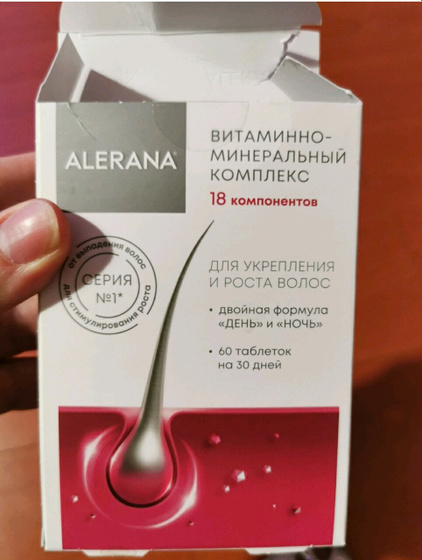 ALERANA®
ВИТАМИННО-
МИНЕРАЛЬНЫЙ
КОМПЛЕКС
18 компонентов
от выпадения волос
СЕРИЯ
№1*
для стимулирования роста
ДЛЯ УКРЕПЛЕНИЯ
И РОСТА ВОЛОС
• двойная формула
«ДЕНЬ» и «НОЧЬ»
• 60 таблеток
на 30 дней